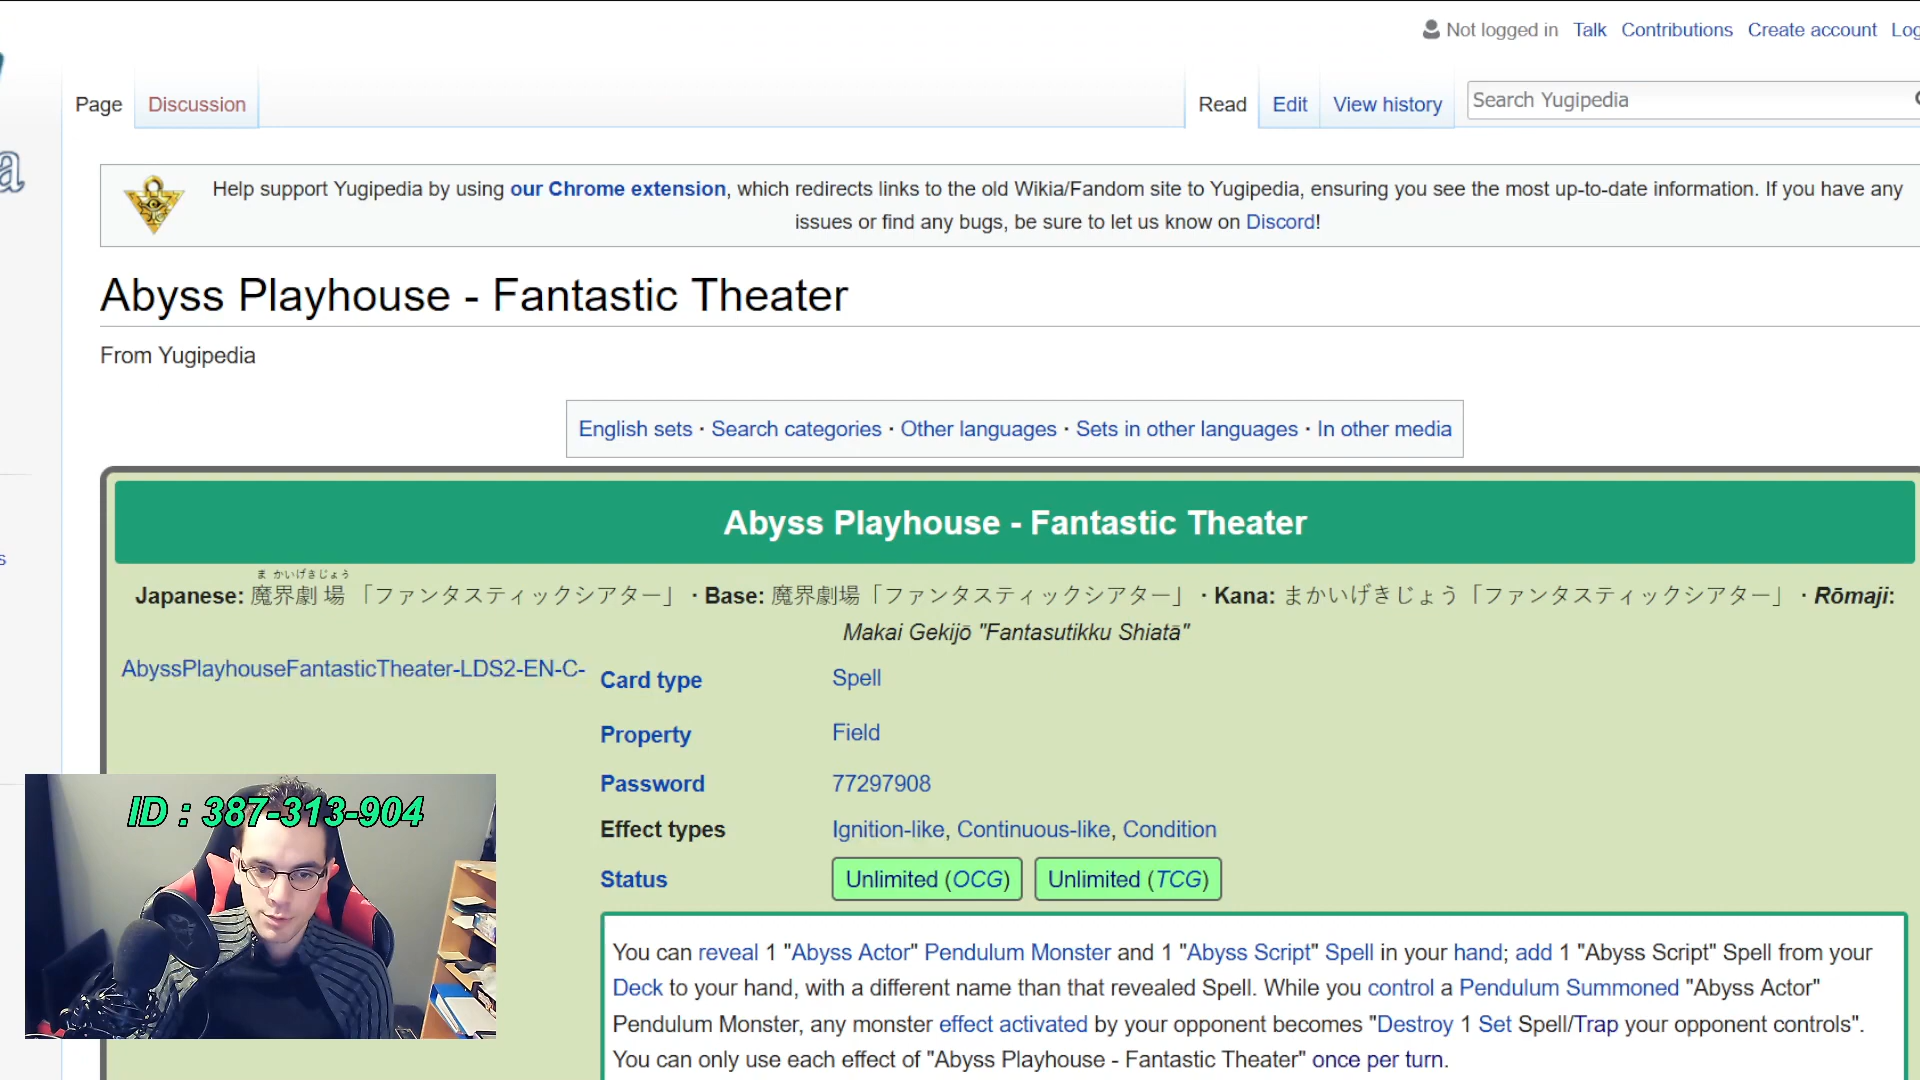 Not logged in Talk Contributions Create account Log
Page Discussion Read Edit View history Search Yugipedia
a
Help support Yugipedia by using our Chrome extension, which redirects links to the old Wikia/Fandom site to Yugipedia, ensuring you see the most up-to-date information. If you have any
issues or find any bugs, be sure to let us know on Discord!
Abyss Playhouse - Fantastic Theater
From Yugipedia
English sets · Search categories · Other languages · Sets in other languages · In other media
Abyss Playhouse - Fantastic Theater
ま かいげきじょう
Japanese: 魔界劇場「ファンタスティックシアター」 · Base: 魔界劇場「ファンタスティックシアター」 · Kana: まかいげきじょう「ファンタスティックシアター」 · Rōmaji:
Makai Gekijō "Fantasutikku Shiatā"
AbyssPlayhouseFantasticTheater-LDS2-EN-C-
Card type Spell
Property Field
Password 77297908
Effect types Ignition-like, Continuous-like, Condition
Status Unlimited (OCG) Unlimited (TCG)
s
ID : 387-313-904
You can reveal 1 "Abyss Actor" Pendulum Monster and 1 "Abyss Script" Spell in your hand; add 1 "Abyss Script" Spell from your
Deck to your hand, with a different name than that revealed Spell. While you control a Pendulum Summoned "Abyss Actor"
Pendulum Monster, any monster effect activated by your opponent becomes "Destroy 1 Set Spell/Trap your opponent controls".
You can only use each effect of "Abyss Playhouse - Fantastic Theater" once per turn.